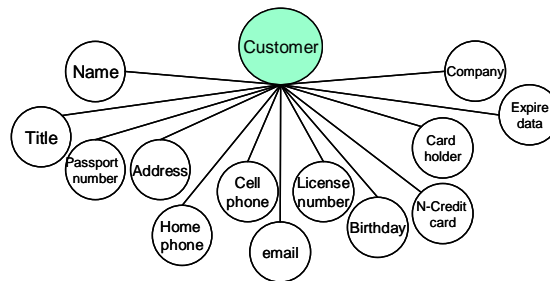 Customer
Name
Company
Title
Expire
data
Passport
number
Address
Card
holder
Cell
phone
License
number
N-Credit
card
Home
phone
email
Birthday